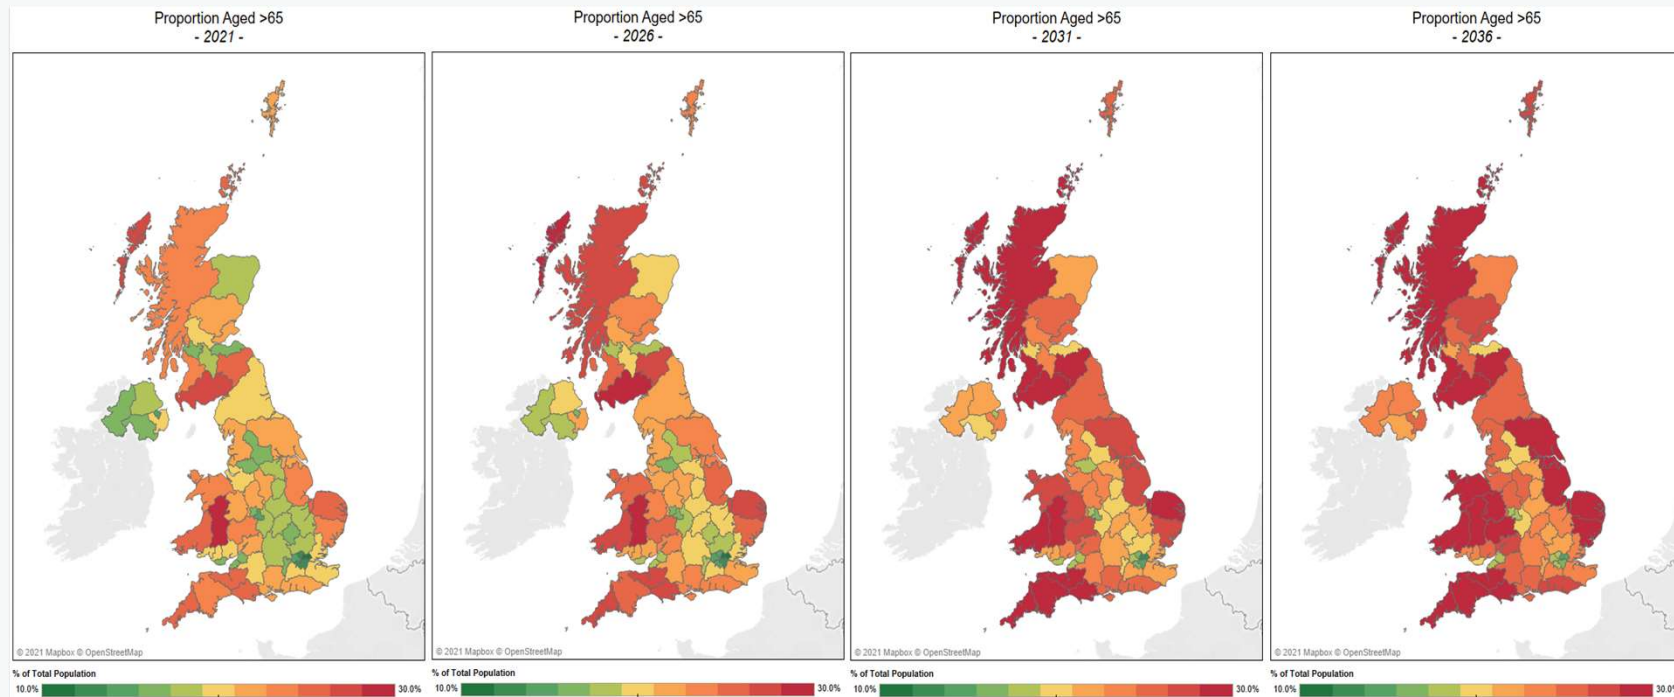 Proportion Aged >65
- 2021 -
Proportion Aged >65
- 2026 -
Proportion Aged >65
- 2031 -
Proportion Aged >65
- 2036 -
© 2021 Mapbox © OpenStreetMap
© 2021 Mapbox © OpenStreetMap
© 2021 Mapbox © OpenStreetMap
© 2021 Mapbox © OpenStreetMap
% of Total Population
10.0% 30.0%
% of Total Population
10.0% 30.0%
% of Total Population
10.0% 30.0%
% of Total Population
10.0% 30.0%